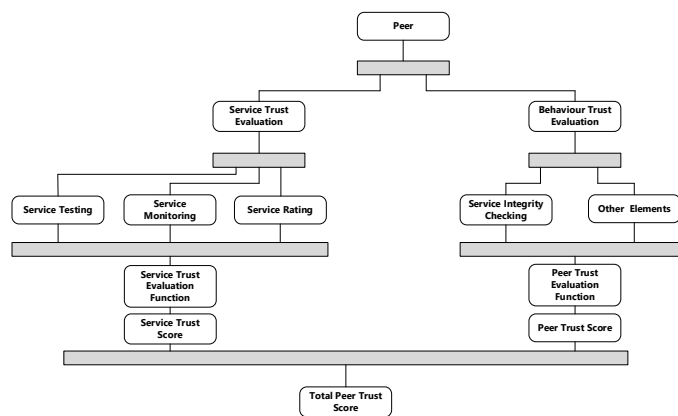 Peer
Service Trust
Evaluation
Behaviour Trust
Evaluation
Service Testing
Service
Monitoring
Service Rating
Service Integrity
Checking
Other Elements
Service Trust
Evaluation
Function
Peer Trust
Evaluation
Function
Service Trust
Score
Peer Trust Score
Total Peer Trust
Score